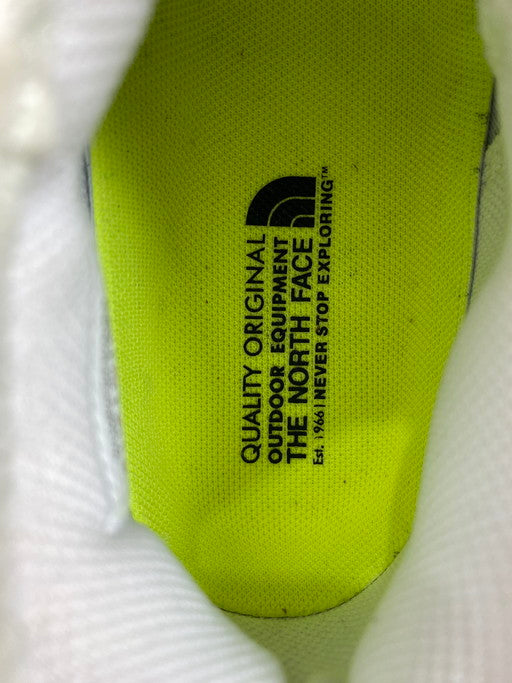 QUALITY ORIGINAL
OUTDOOR EQUIPMENT
THE NORTH FACE
Est. 1966 | NEVER STOP EXPLORING™